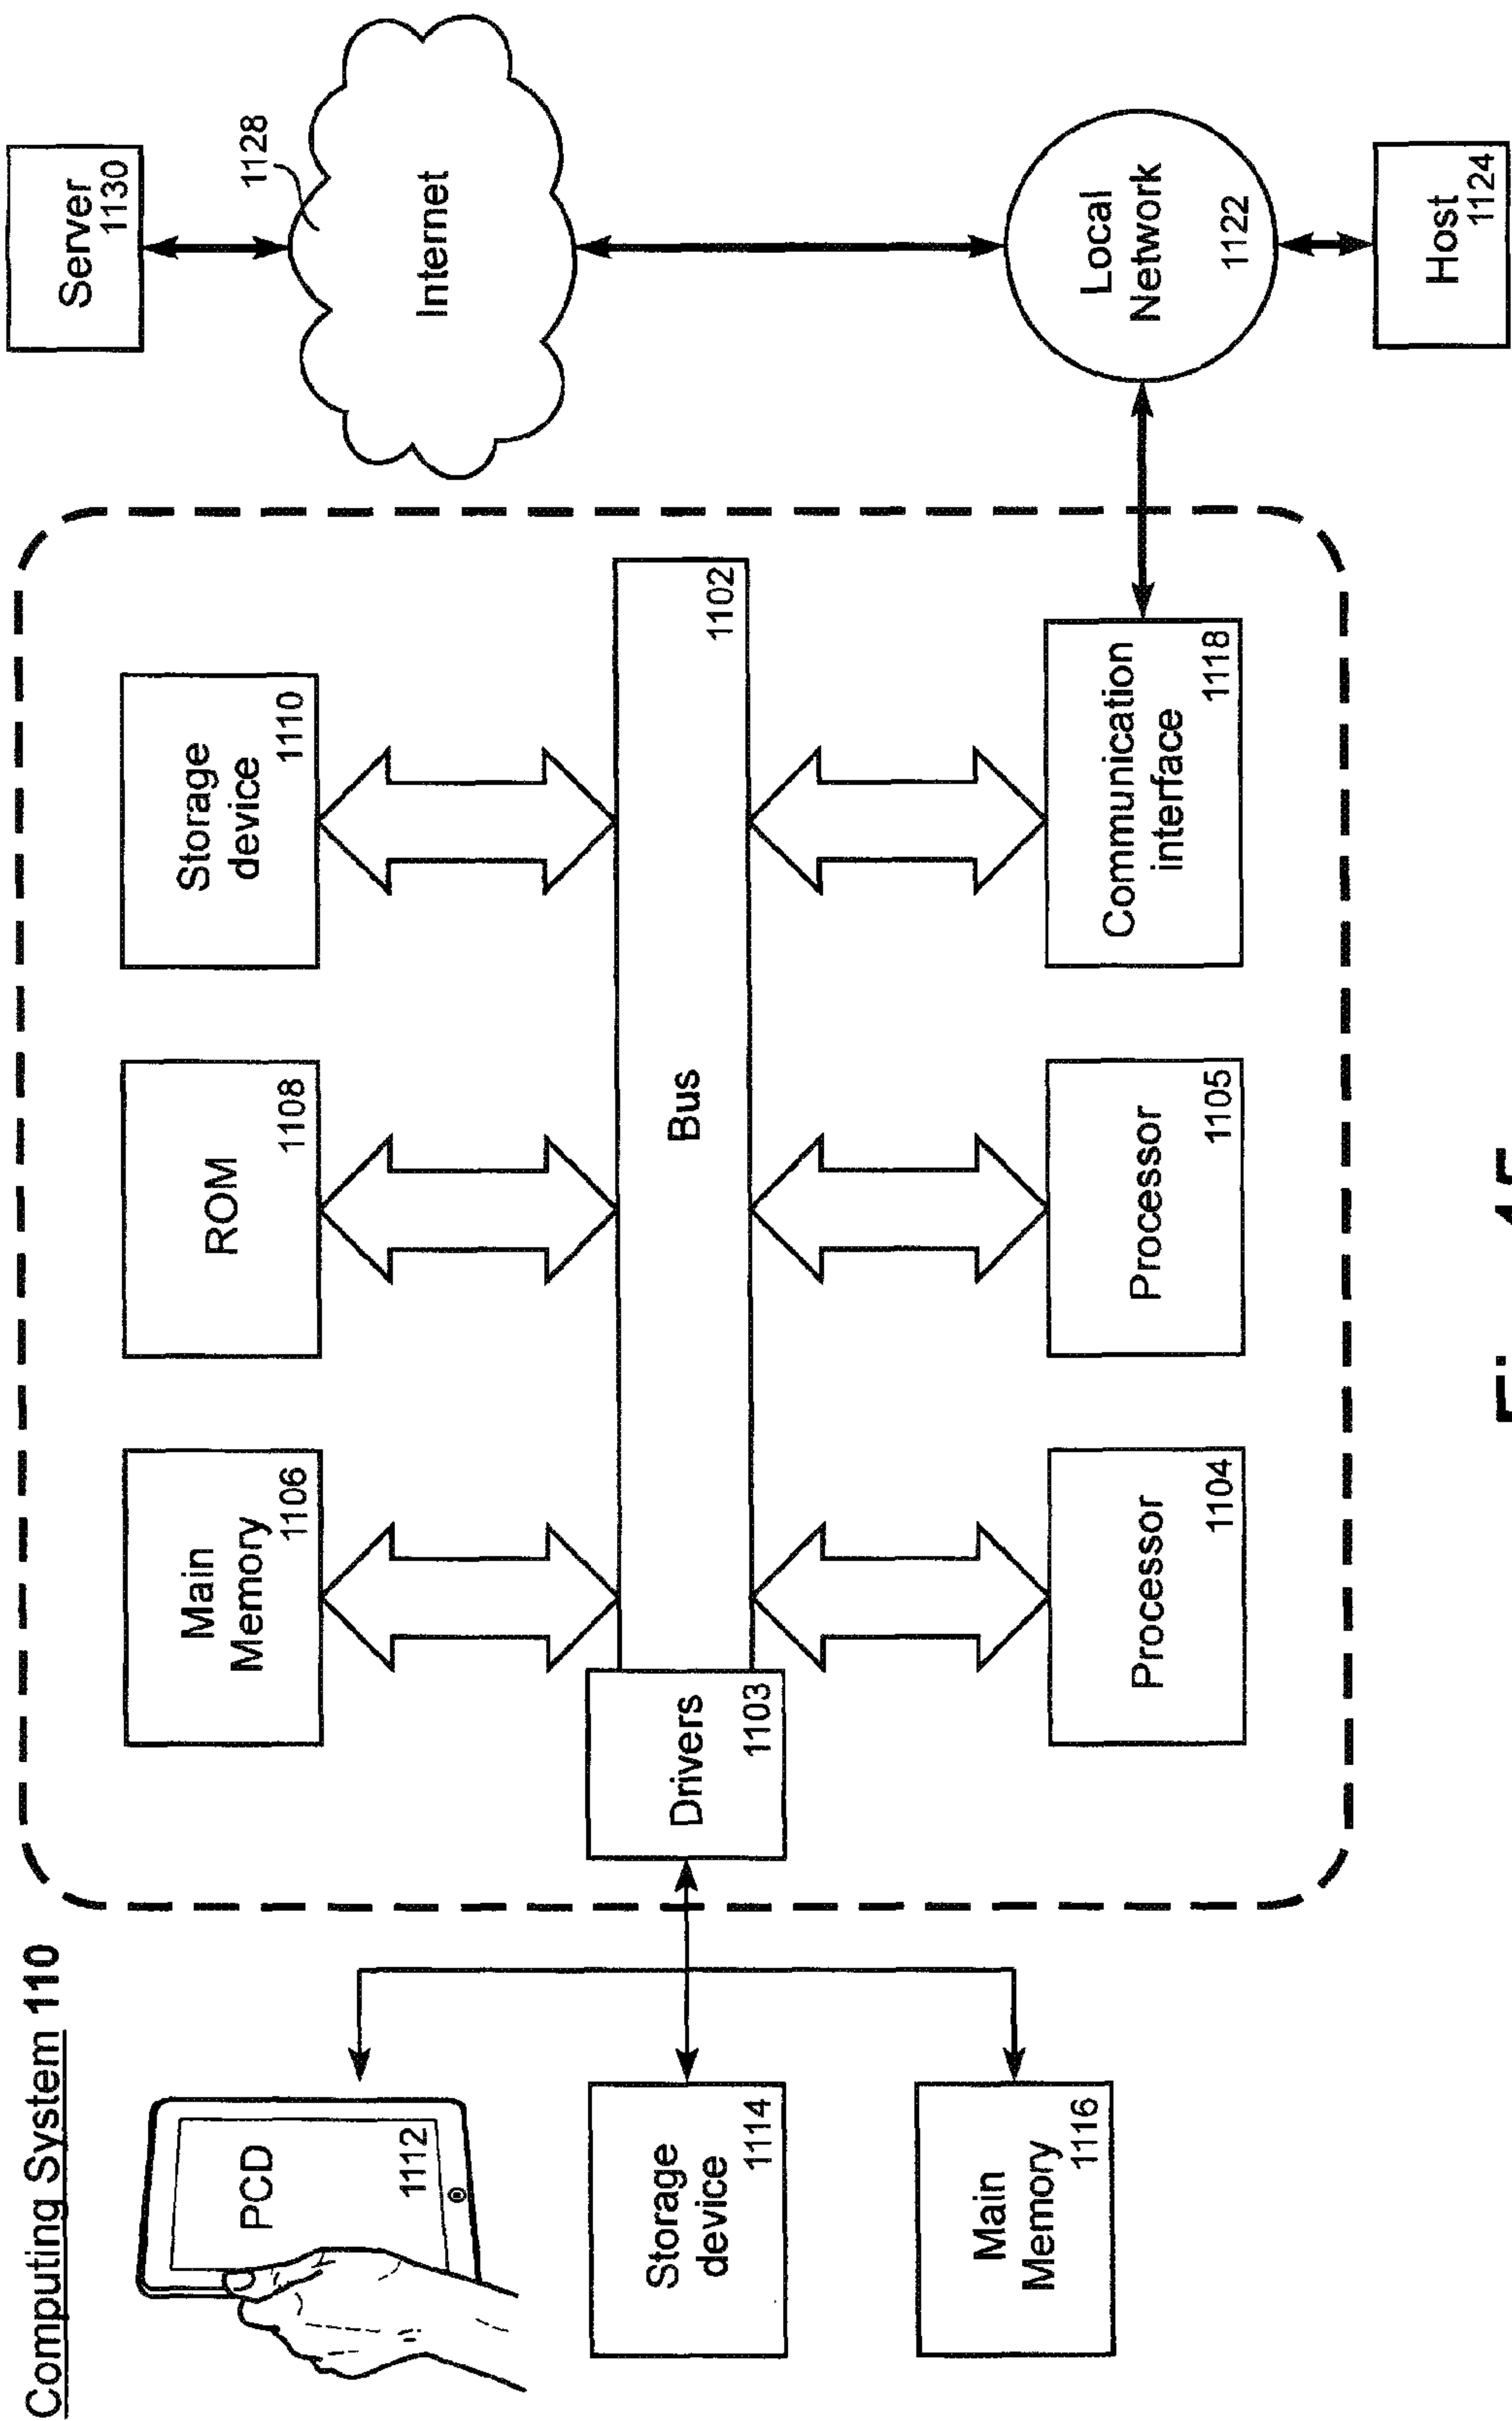 Computing System 110
PCD
1112
Storage
device
1114
Main
Memory
1116
Drivers
1103
Main
Memory
1106
ROM
1108
Storage
device
1110
Bus
1102
Processor
1104
Processor
1105
Communication
interface
1118
Server
1130
1128
Internet
Local
Network
1122
Host
1124